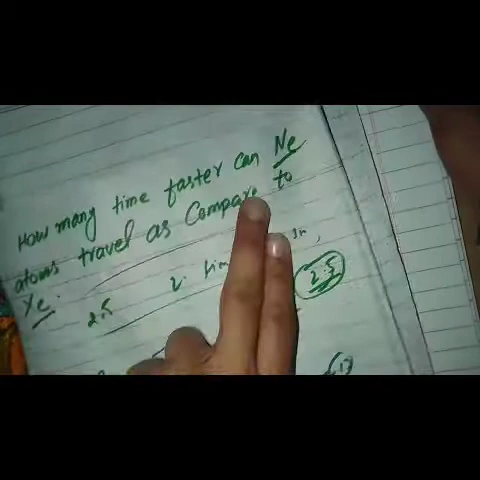 How many time faster can Ne
atoms travel as Compare to
Xe.
2.5
2.5